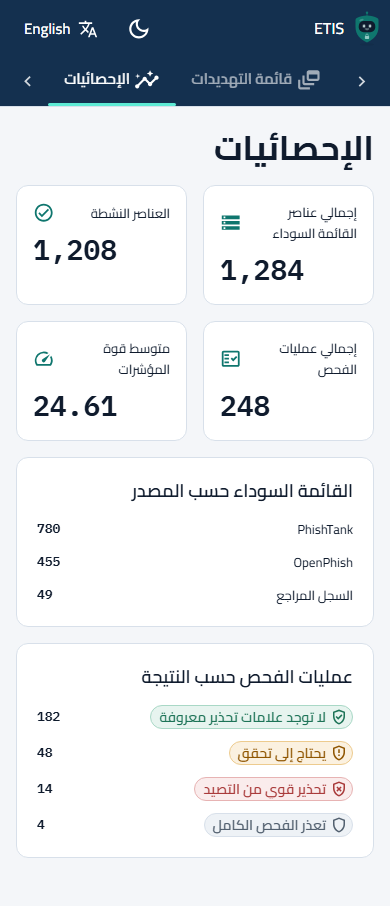 ETIS
English
قائمة التهديدات
الإحصائيات
الإحصائيات
إجمالي عناصر
القائمة السوداء
1,284
العناصر النشطة
1,208
إجمالي عمليات
الفحص
248
متوسط قوة
المؤشرات
24.61
القائمة السوداء حسب المصدر
PhishTank 780
OpenPhish 455
السجل المراجع 49
عمليات الفحص حسب النتيجة
لا توجد علامات تحذير معروفة 182
يحتاج إلى تحقق 48
تحذير قوي من التصيد 14
تعذر الفحص الكامل 4